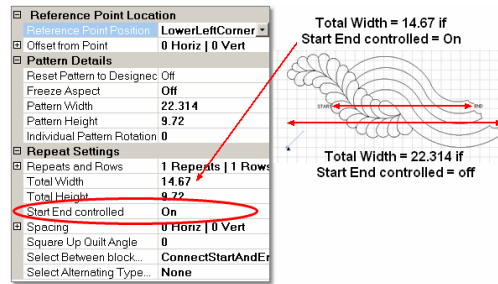 Reference Point Location
Reference Point Position LowerLeftCorner
Offset from Point 0 Horiz | 0 Vert
Pattern Details
Reset Pattern to Designec Off
Freeze Aspect Off
Pattern Width 22.314
Pattern Height 9.72
Individual Pattern Rotation 0
Repeat Settings
Repeats and Rows 1 Repeats | 1 Rows
Total Width 14.67
Total Height 9.72
Start End controlled On
Spacing 0 Horiz | 0 Vert
Square Up Quilt Angle 0
Select Between block... ConnectStartAndEr
Select Alternating Type... None
Total Width = 14.67 if
Start End controlled = On
START
END
Total Width = 22.314 if
Start End controlled = off